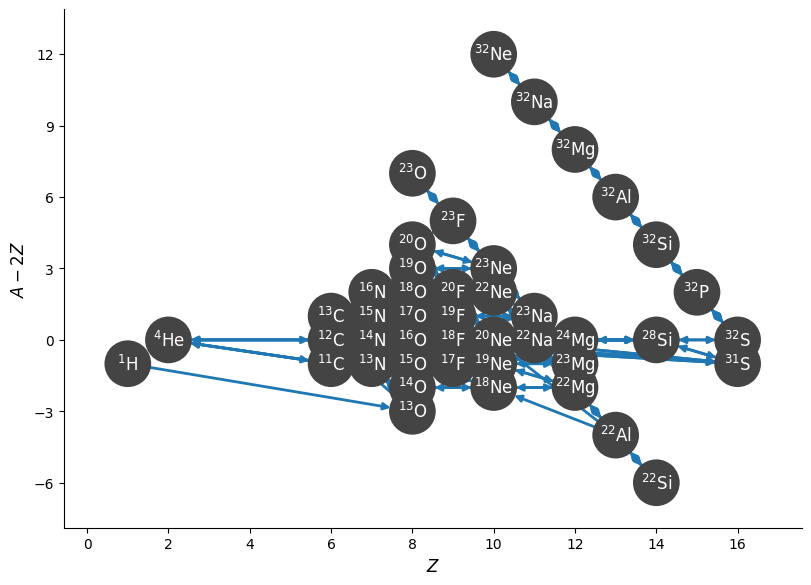 12
9
6
3
0
−3
−6
A − 2Z
³²Ne
³²Na
³²Mg
²³O
³²Al
²³F
²⁰O
³²Si
¹⁹O
²³Ne
¹⁶N
¹⁸O
²⁰F
²²Ne
³²P
¹³C
¹⁵N
¹⁷O
¹⁹F
²³Na
⁴He
¹²C
¹⁴N
¹⁶O
¹⁸F
²⁰Ne
²²Na
²⁴Mg
²⁸Si
³²S
¹H
¹¹C
¹³N
¹⁵O
¹⁷F
¹⁹Ne
²³Mg
³¹S
¹⁴O
¹⁸Ne
²²Mg
¹³O
²²Al
²²Si
0 2 4 6 8 10 12 14 16
Z